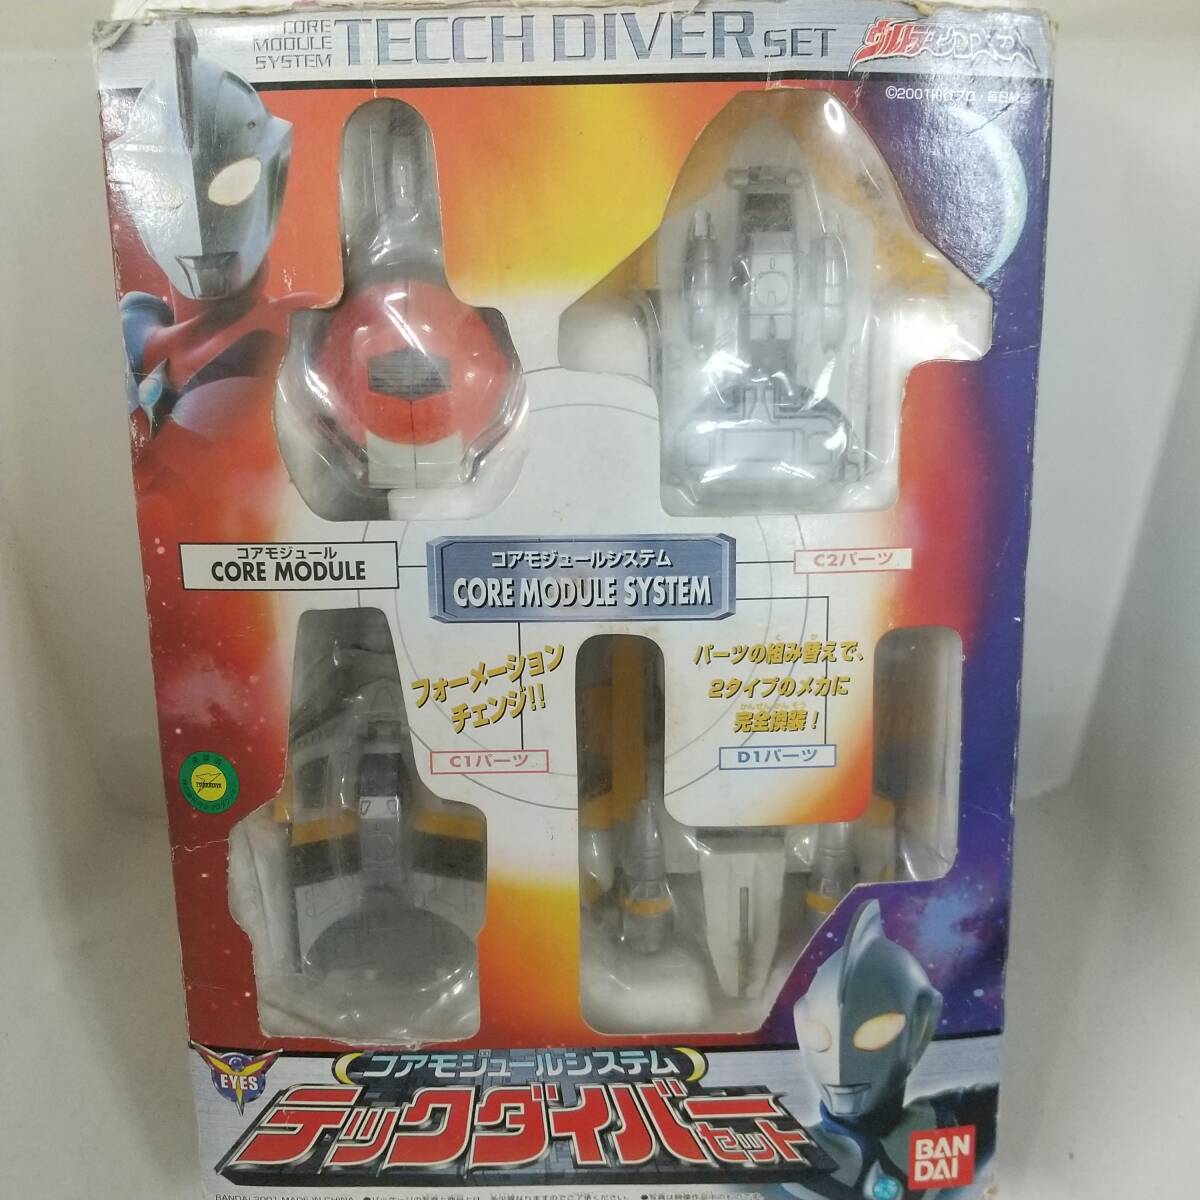 CORE
MODULE
SYSTEM
TECCH DIVER SET
ウルトラマンコスモス
©2001円谷プロ・毎日放送
コアモジュール
CORE MODULE
コアモジュールシステム
CORE MODULE SYSTEM
C2パーツ
フォーメーション
チェンジ!!
C1パーツ
パーツの組み替えで、
2タイプのメカに
完全換装！
D1パーツ
TSUBURAYA
EYES
コアモジュールシステム
テックダイバーセット
BAN
DAI
BANDAI 2001 MADE IN CHINA